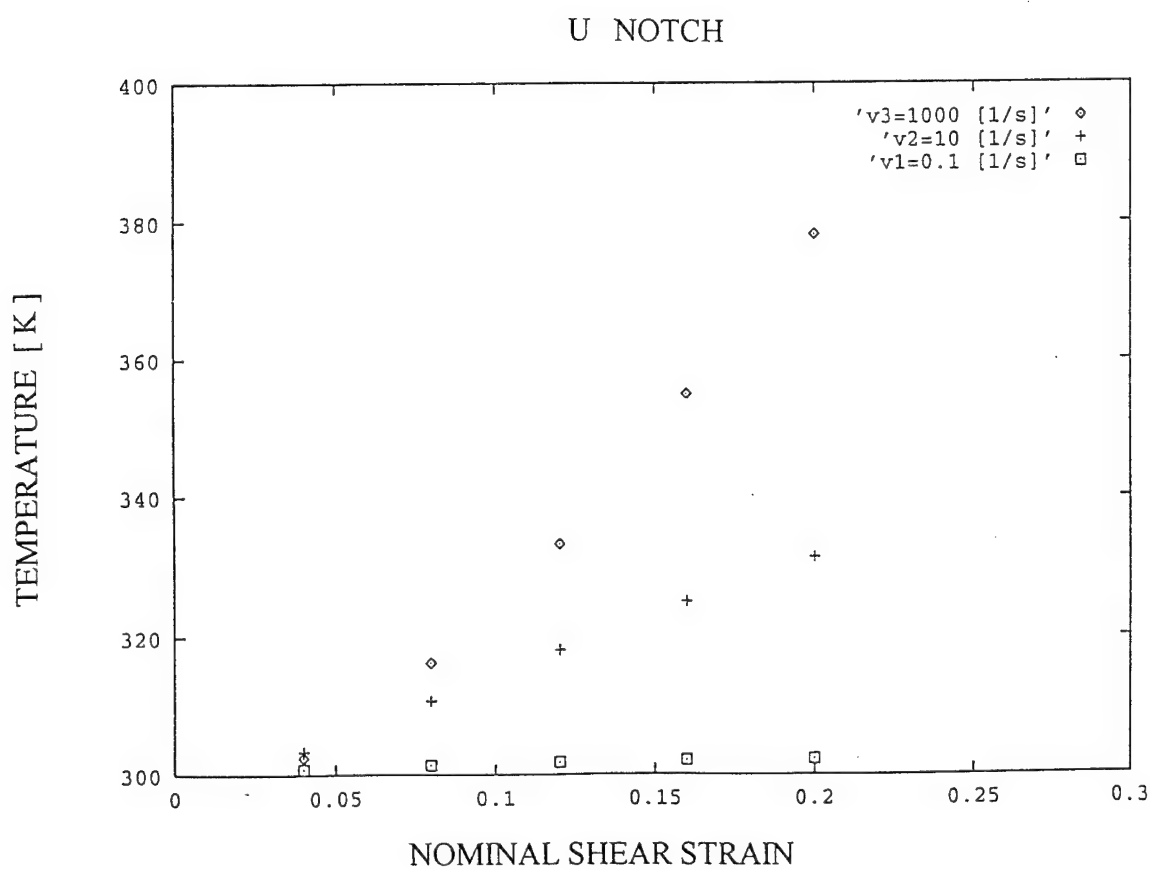 U NOTCH
400
'v3=1000 [1/s]'
'v2=10 [1/s]'
'v1=0.1 [1/s]'
380
360
340
320
300
TEMPERATURE [K]
0 0.05 0.1 0.15 0.2 0.25 0.3
NOMINAL SHEAR STRAIN